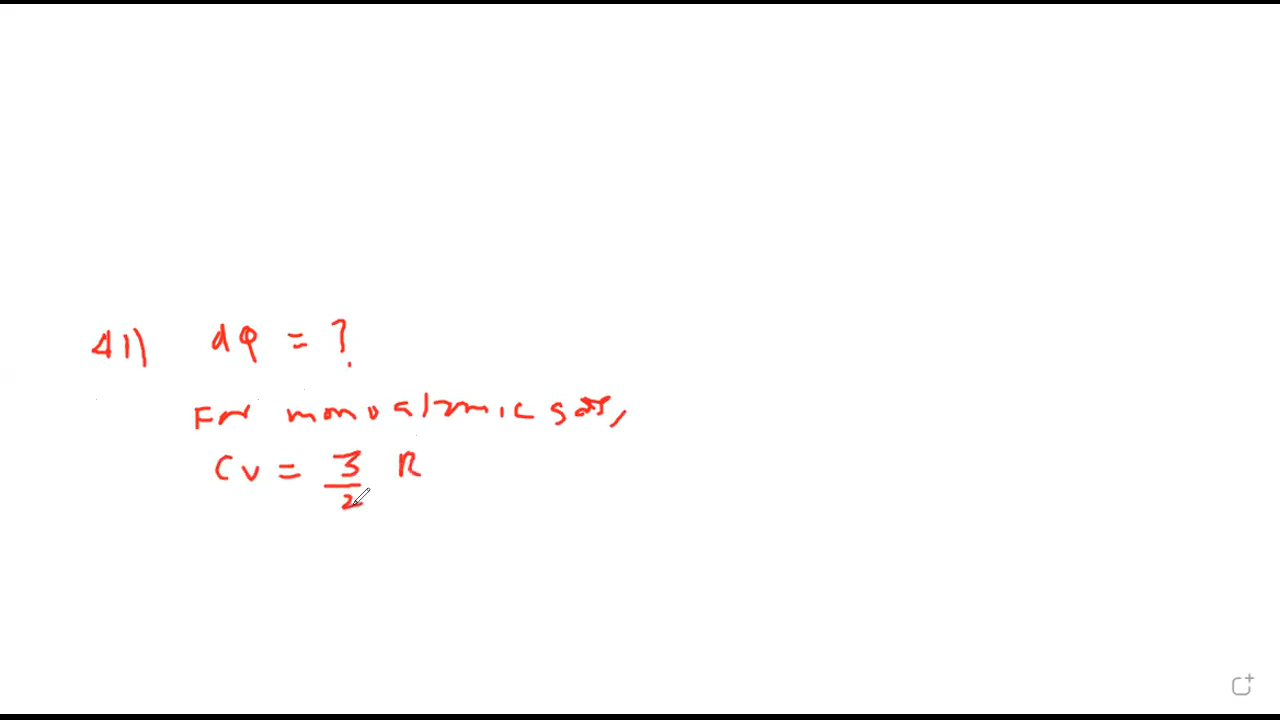 41) dQ = ?
For monoatomic gas,
Cv = 3/2 R